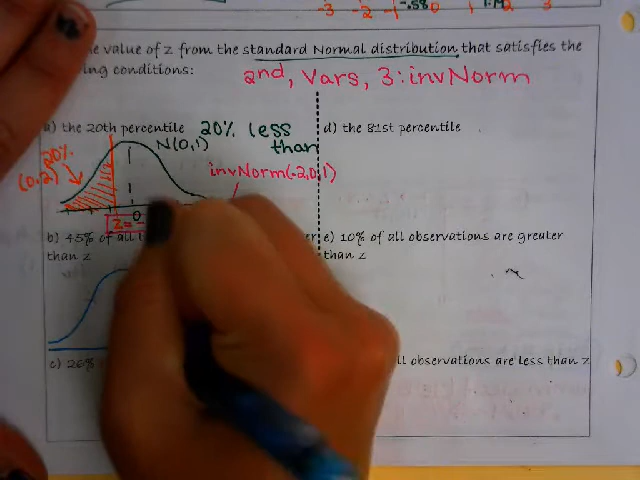 -3 -2 -1 -.58 0 1 2 3
e value of z from the standard Normal distribution that satisfies the
ing conditions:
2nd, Vars, 3:invNorm
a) the 20th percentile 20% less than
N(0,1)
20%
(0.2)
invNorm(.2,0,1)
0
z=
d) the 81st percentile
b) 45% of all
than z
e) 10% of all observations are greater
than z
c) 26%
ll observations are less than z